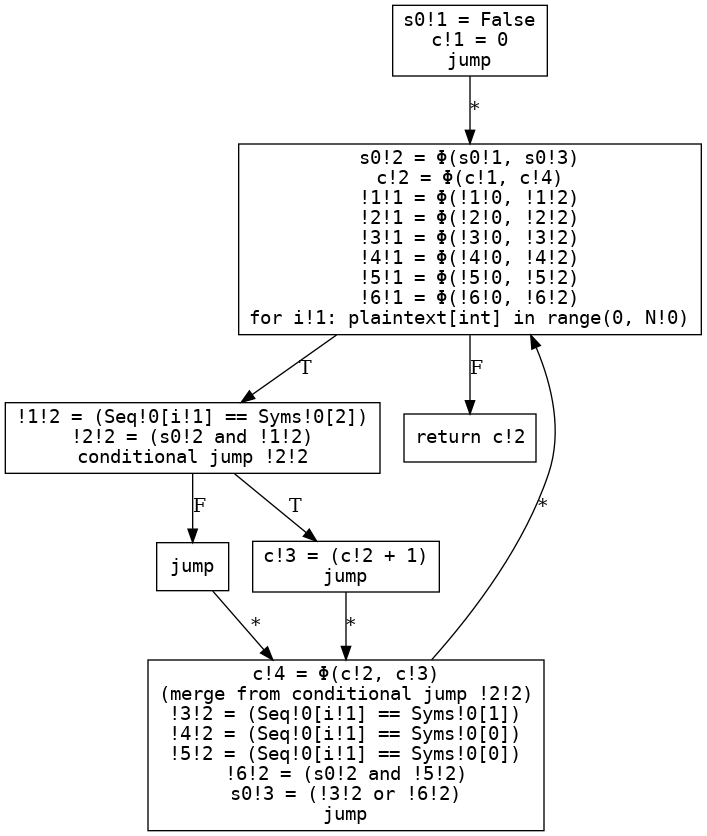 s0!1 = False
c!1 = 0
jump
*
s0!2 = Φ(s0!1, s0!3)
c!2 = Φ(c!1, c!4)
!1!1 = Φ(!1!0, !1!2)
!2!1 = Φ(!2!0, !2!2)
!3!1 = Φ(!3!0, !3!2)
!4!1 = Φ(!4!0, !4!2)
!5!1 = Φ(!5!0, !5!2)
!6!1 = Φ(!6!0, !6!2)
for i!1: plaintext[int] in range(0, N!0)
T
F
!1!2 = (Seq!0[i!1] == Syms!0[2])
!2!2 = (s0!2 and !1!2)
conditional jump !2!2
return c!2
F
T
*
jump
c!3 = (c!2 + 1)
jump
*
*
c!4 = Φ(c!2, c!3)
(merge from conditional jump !2!2)
!3!2 = (Seq!0[i!1] == Syms!0[1])
!4!2 = (Seq!0[i!1] == Syms!0[0])
!5!2 = (Seq!0[i!1] == Syms!0[0])
!6!2 = (s0!2 and !5!2)
s0!3 = (!3!2 or !6!2)
jump